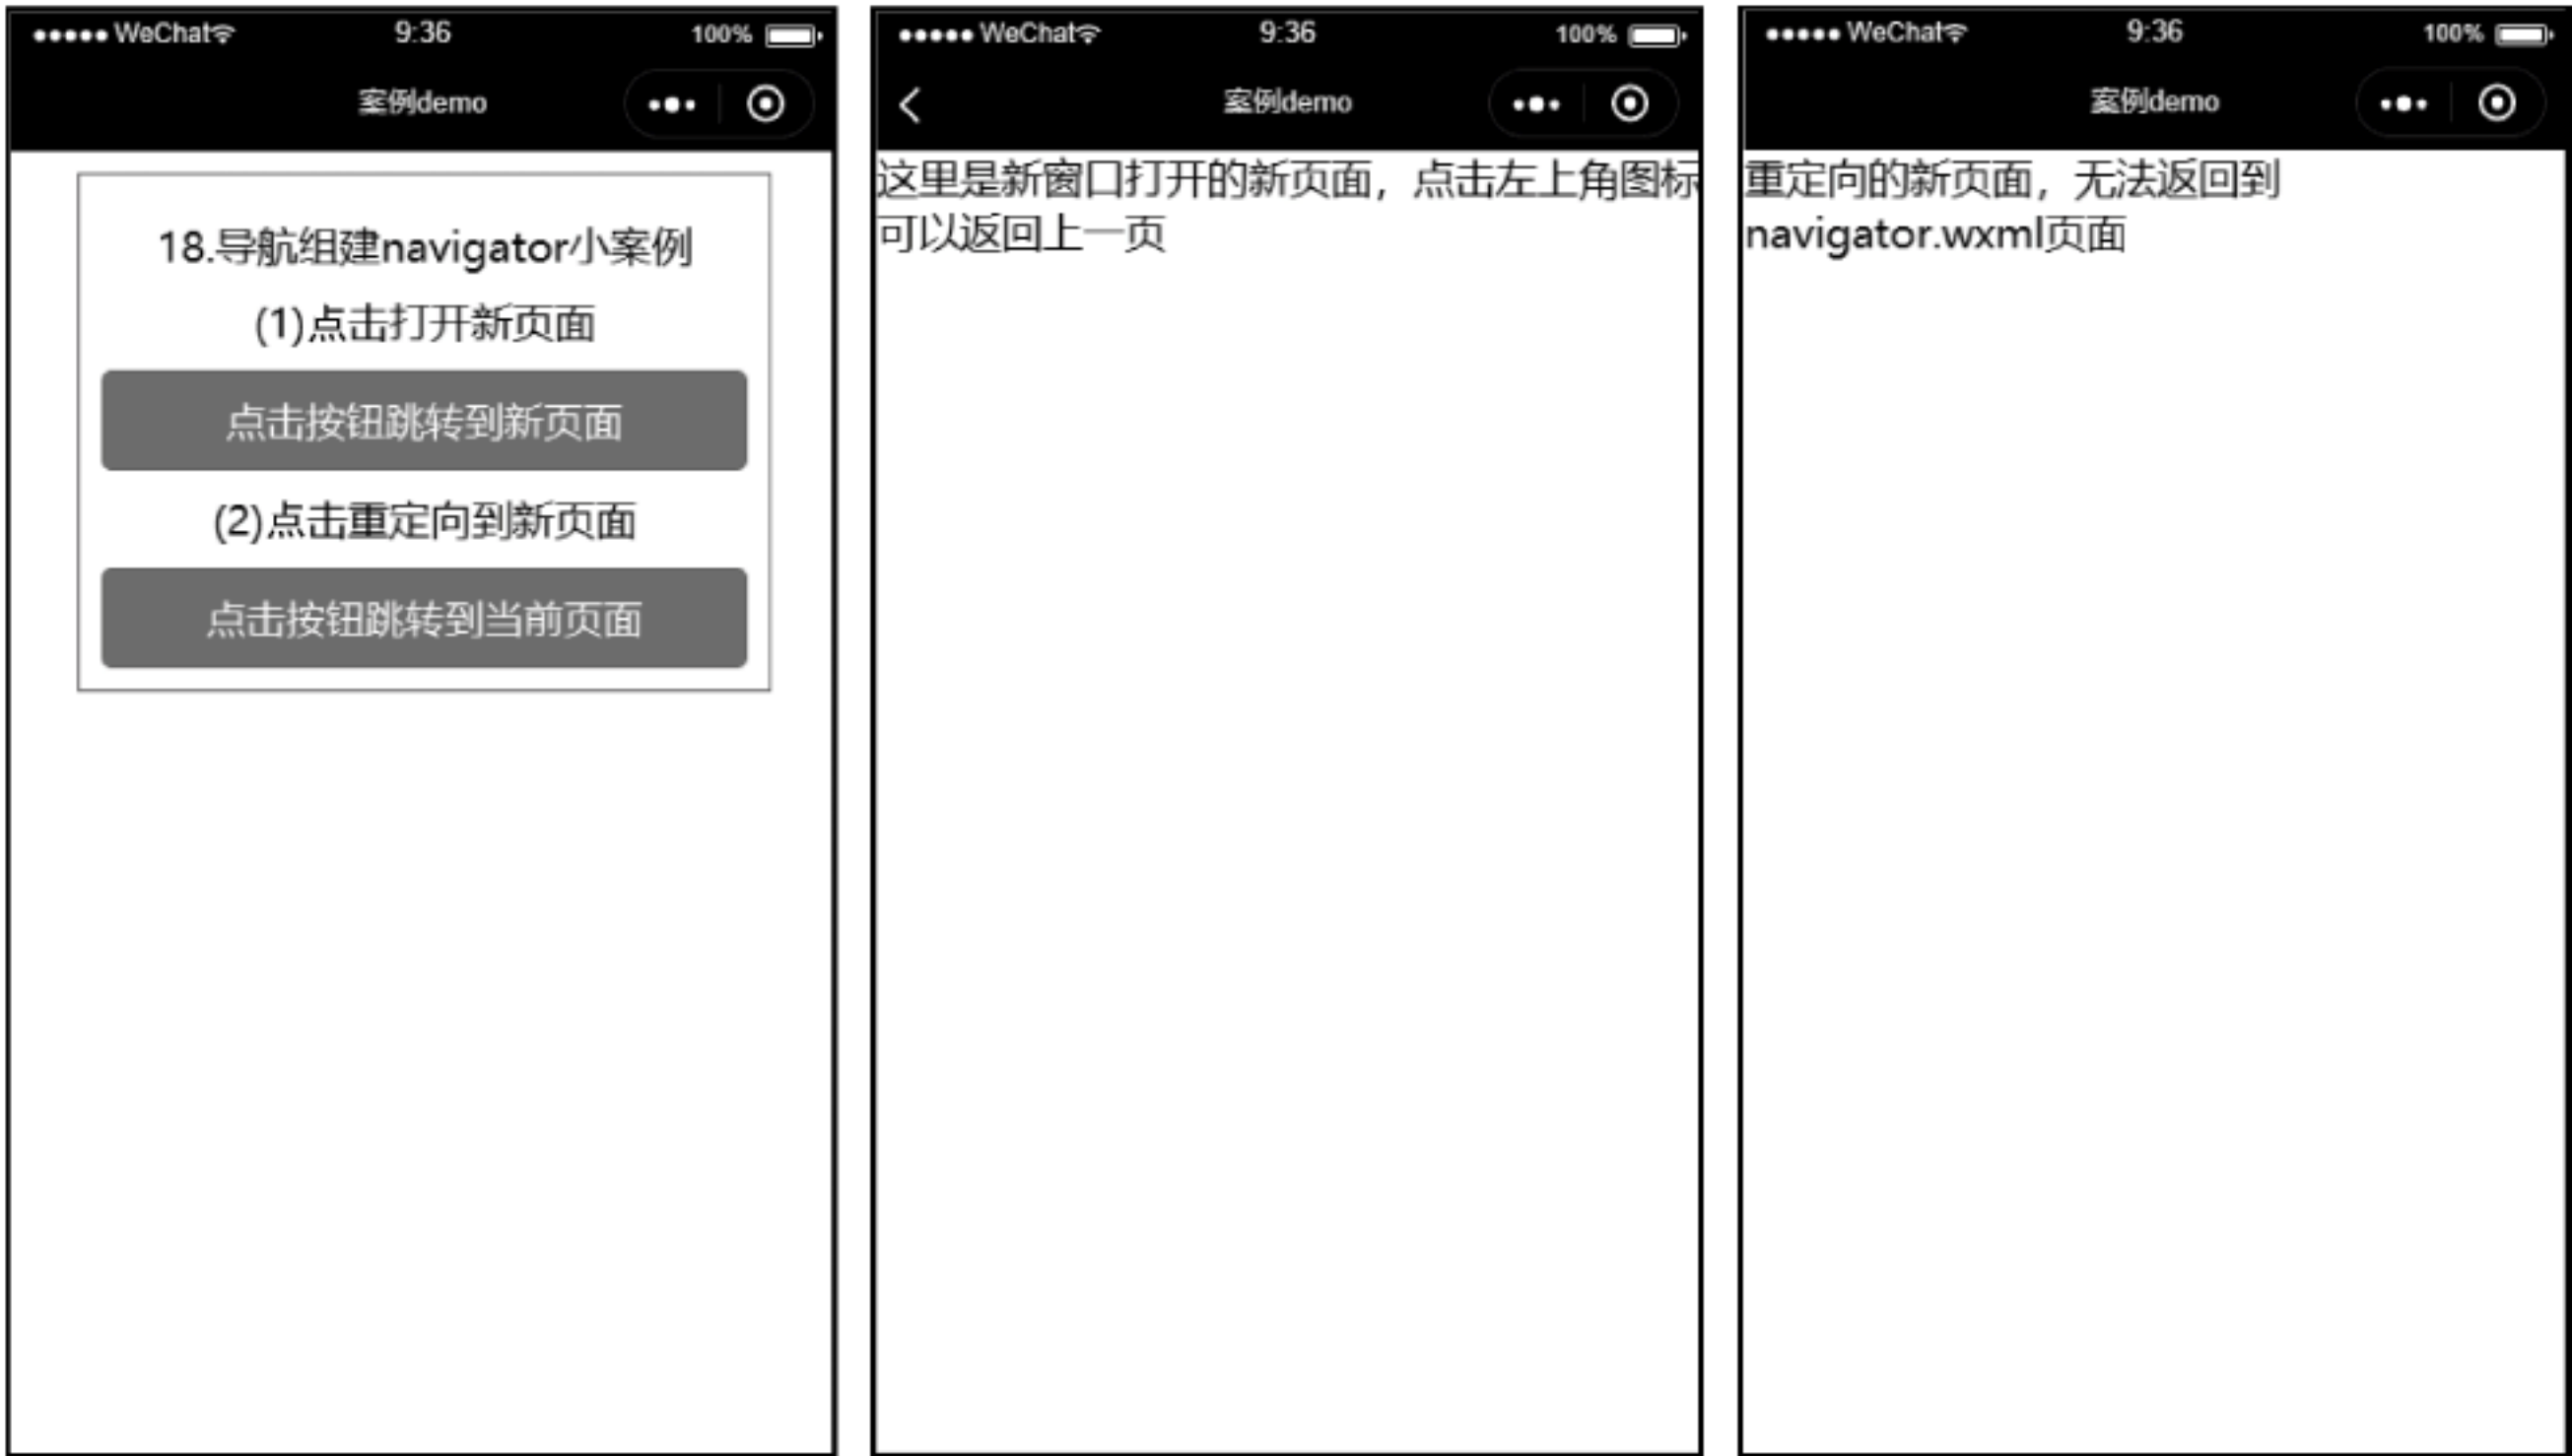 WeChat 9:36 100%
案例demo
18.导航组建navigator小案例
(1)点击打开新页面
点击按钮跳转到新页面
(2)点击重定向到新页面
点击按钮跳转到当前页面
WeChat 9:36 100%
案例demo
这里是新窗口打开的新页面，点击左上角图标
可以返回上一页
WeChat 9:36 100%
案例demo
重定向的新页面，无法返回到
navigator.wxml页面